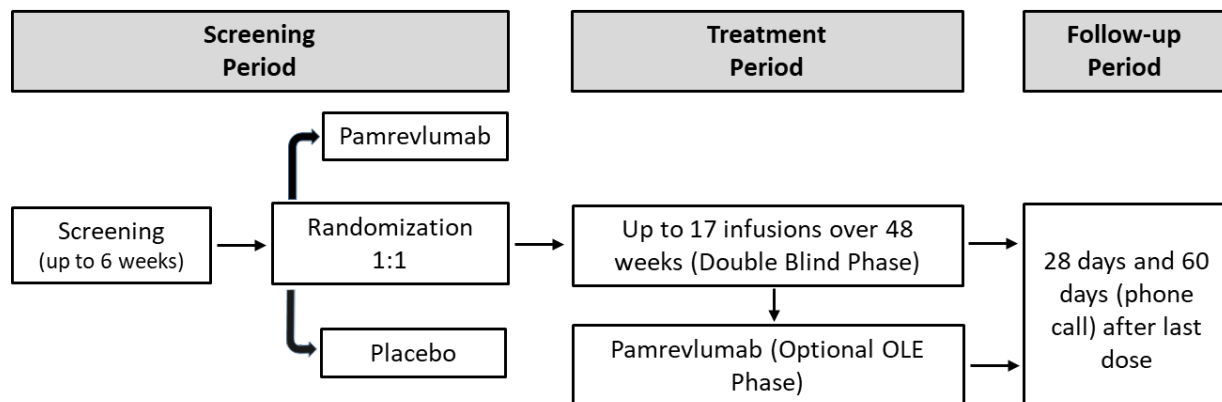 Screening
Period
Treatment
Period
Follow-up
Period
Pamrevlumab
Screening
(up to 6 weeks)
Randomization
1:1
Placebo
Up to 17 infusions over 48
weeks (Double Blind Phase)
Pamrevlumab (Optional OLE
Phase)
28 days and 60
days (phone
call) after last
dose